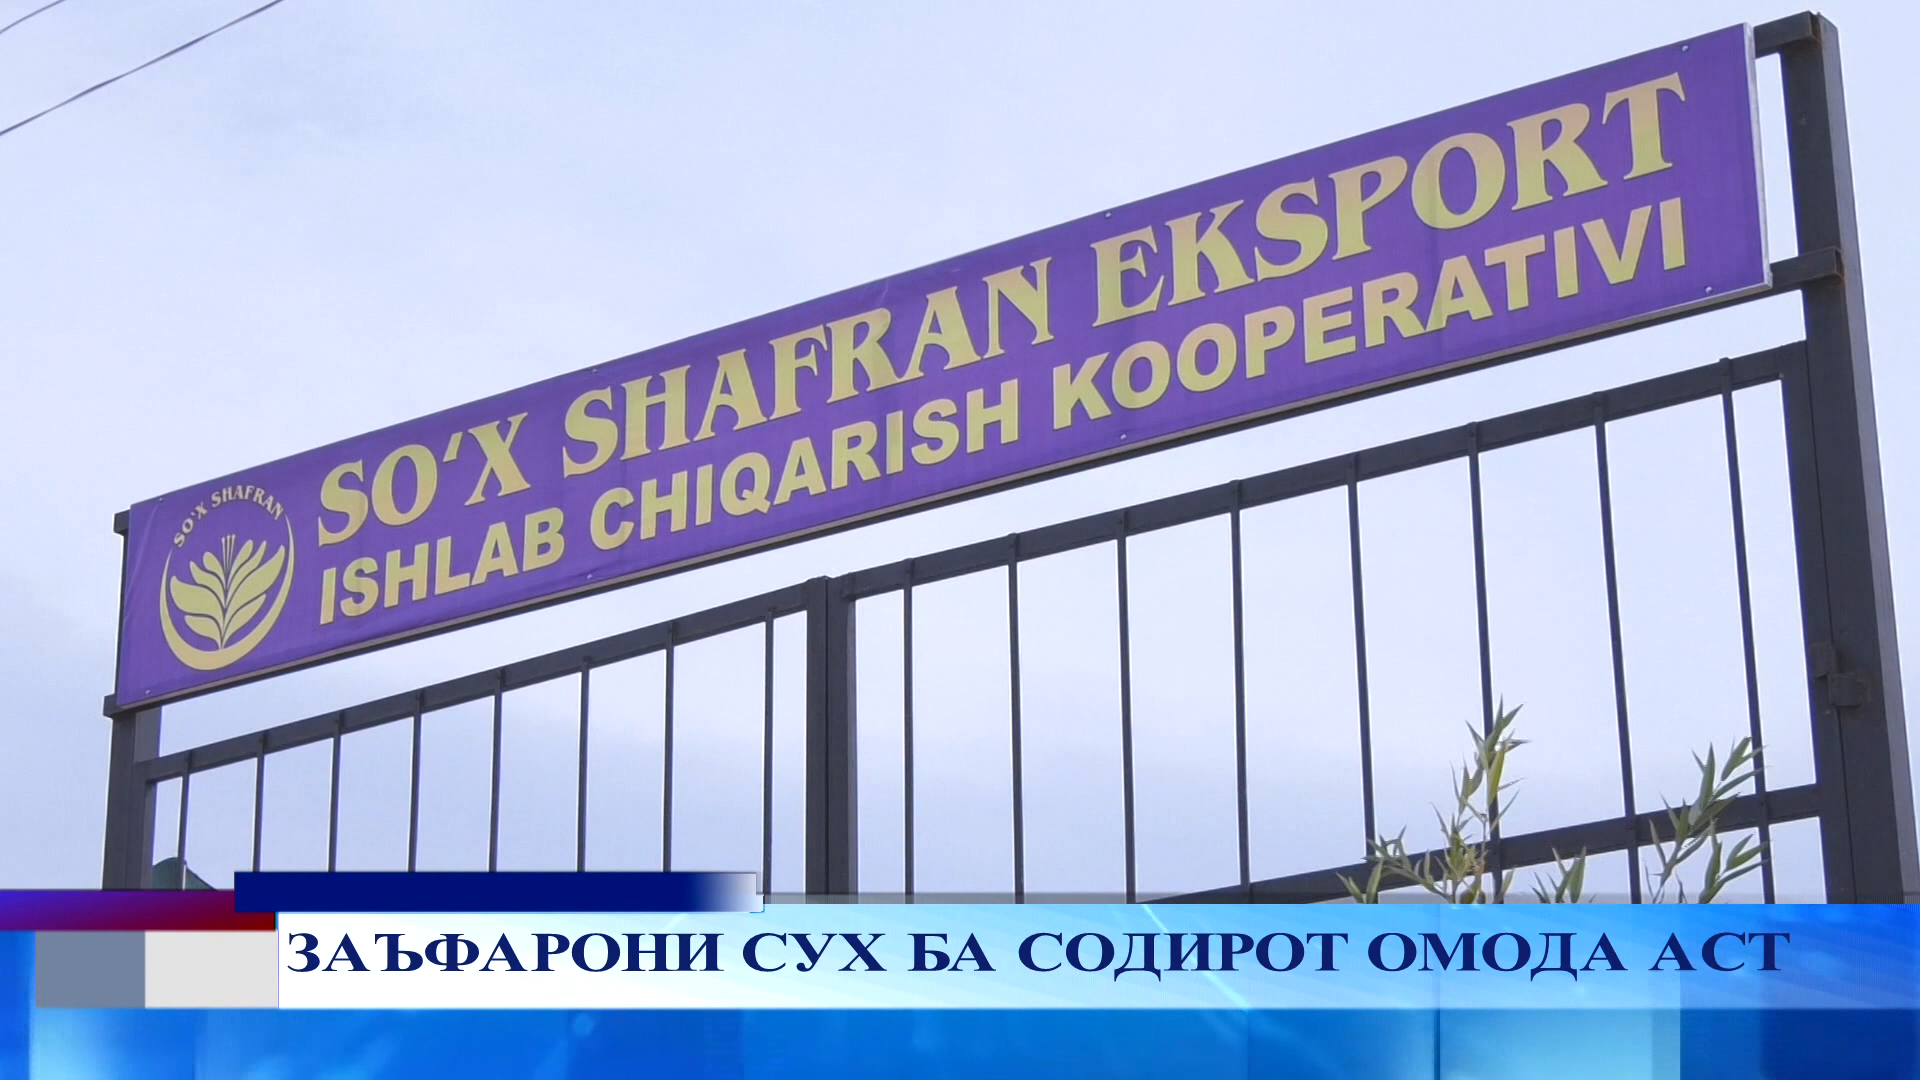 SO'X SHAFRAN EKSPORT
ISHLAB CHIQARISH KOOPERATIVI
SO'X SHAFRAN
ЗАЪФАРОНИ СУХ БА СОДИРОТ ОМОДА АСТ